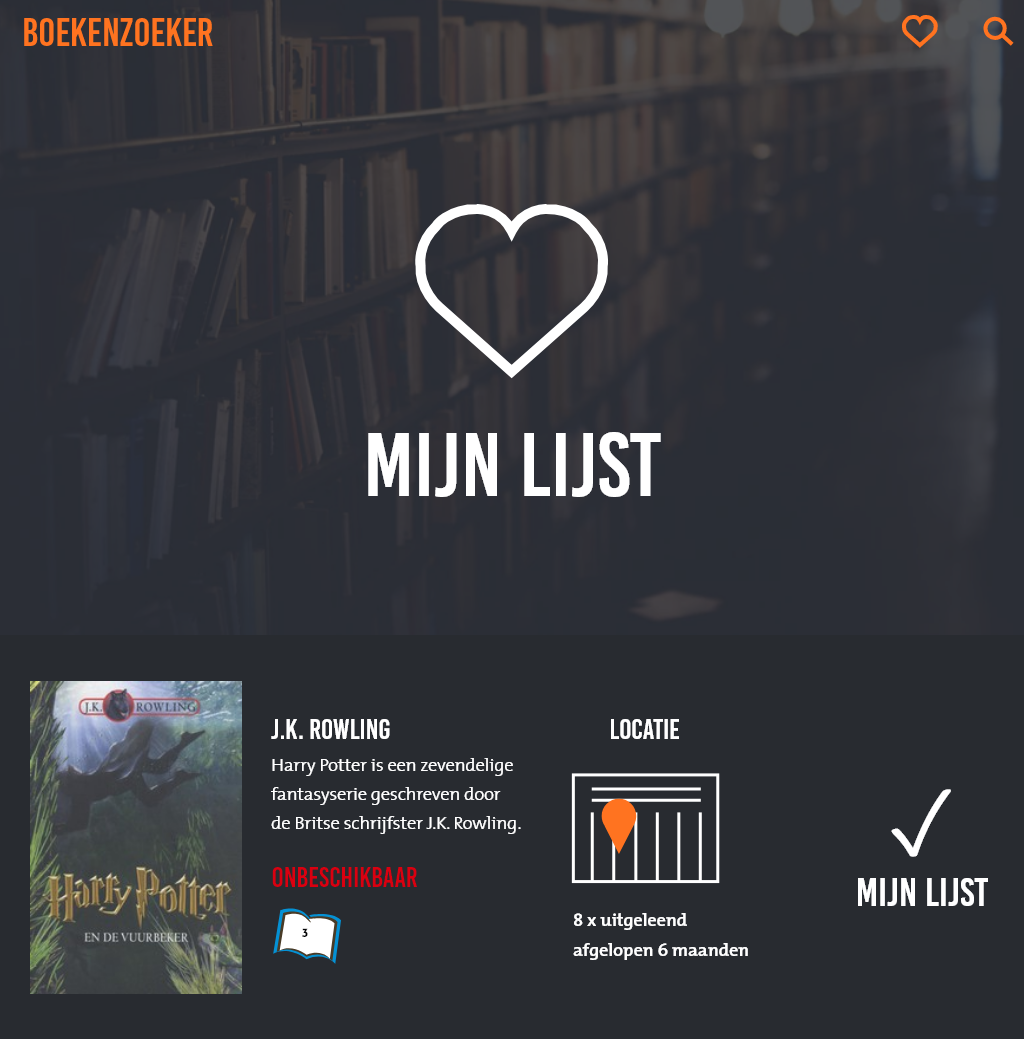 BOEKENZOEKER
MIJN LIJST
J.K. ROWLING
Harry Potter
EN DE VUURBEKER
J.K. ROWLING
Harry Potter is een zevendelige
fantasyserie geschreven door
de Britse schrijfster J.K. Rowling.
ONBESCHIKBAAR
3
LOCATIE
8 x uitgeleend
afgelopen 6 maanden
MIJN LIJST